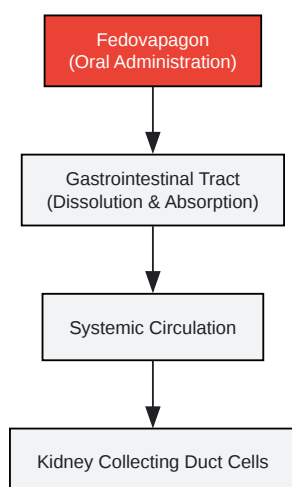 Fedovapagon
(Oral Administration)
Gastrointestinal Tract
(Dissolution & Absorption)
Systemic Circulation
Kidney Collecting Duct Cells